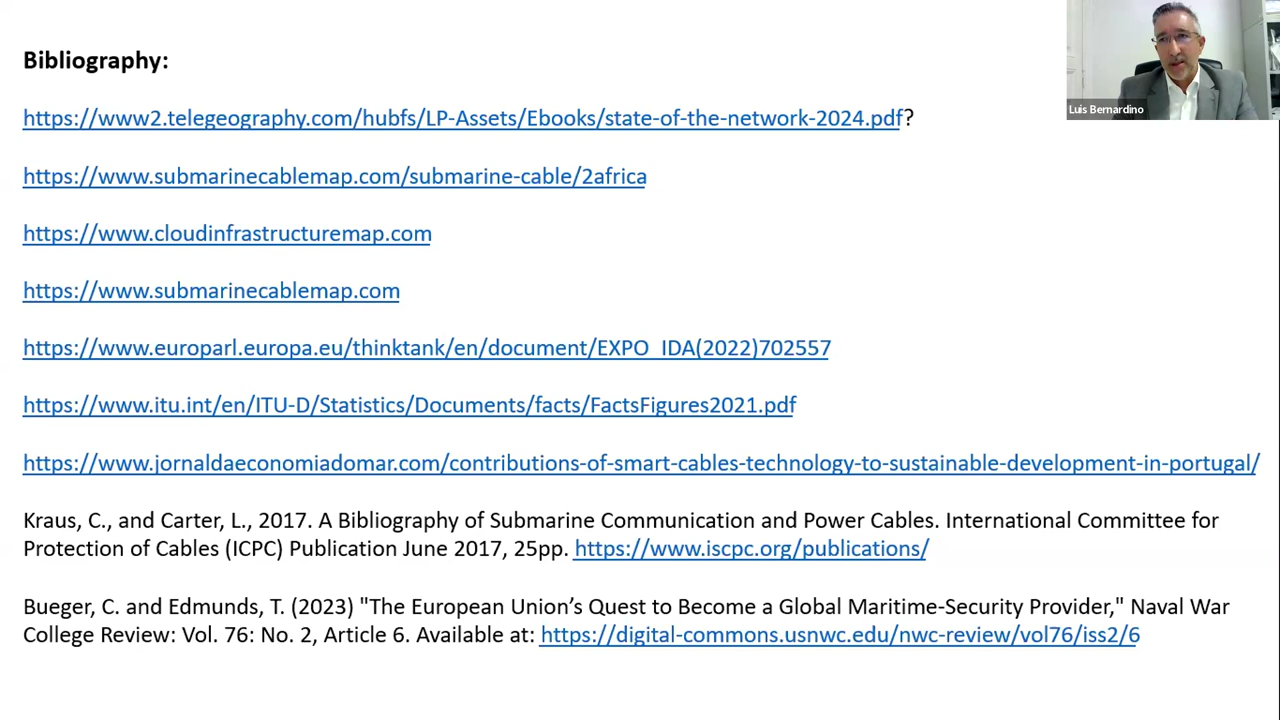 Bibliography:
https://www2.telegeography.com/hubfs/LP-Assets/Ebooks/state-of-the-network-2024.pdf?
Luis Bernardino
https://www.submarinecablemap.com/submarine-cable/2africa
https://www.cloudinfrastructuremap.com
https://www.submarinecablemap.com
https://www.europarl.europa.eu/thinktank/en/document/EXPO_IDA(2022)702557
https://www.itu.int/en/ITU-D/Statistics/Documents/facts/FactsFigures2021.pdf
https://www.jornaldaeconomiadomar.com/contributions-of-smart-cables-technology-to-sustainable-development-in-portugal/
Kraus, C., and Carter, L., 2017. A Bibliography of Submarine Communication and Power Cables. International Committee for
Protection of Cables (ICPC) Publication June 2017, 25pp. https://www.iscpc.org/publications/
Bueger, C. and Edmunds, T. (2023) "The European Union’s Quest to Become a Global Maritime-Security Provider," Naval War
College Review: Vol. 76: No. 2, Article 6. Available at: https://digital-commons.usnwc.edu/nwc-review/vol76/iss2/6